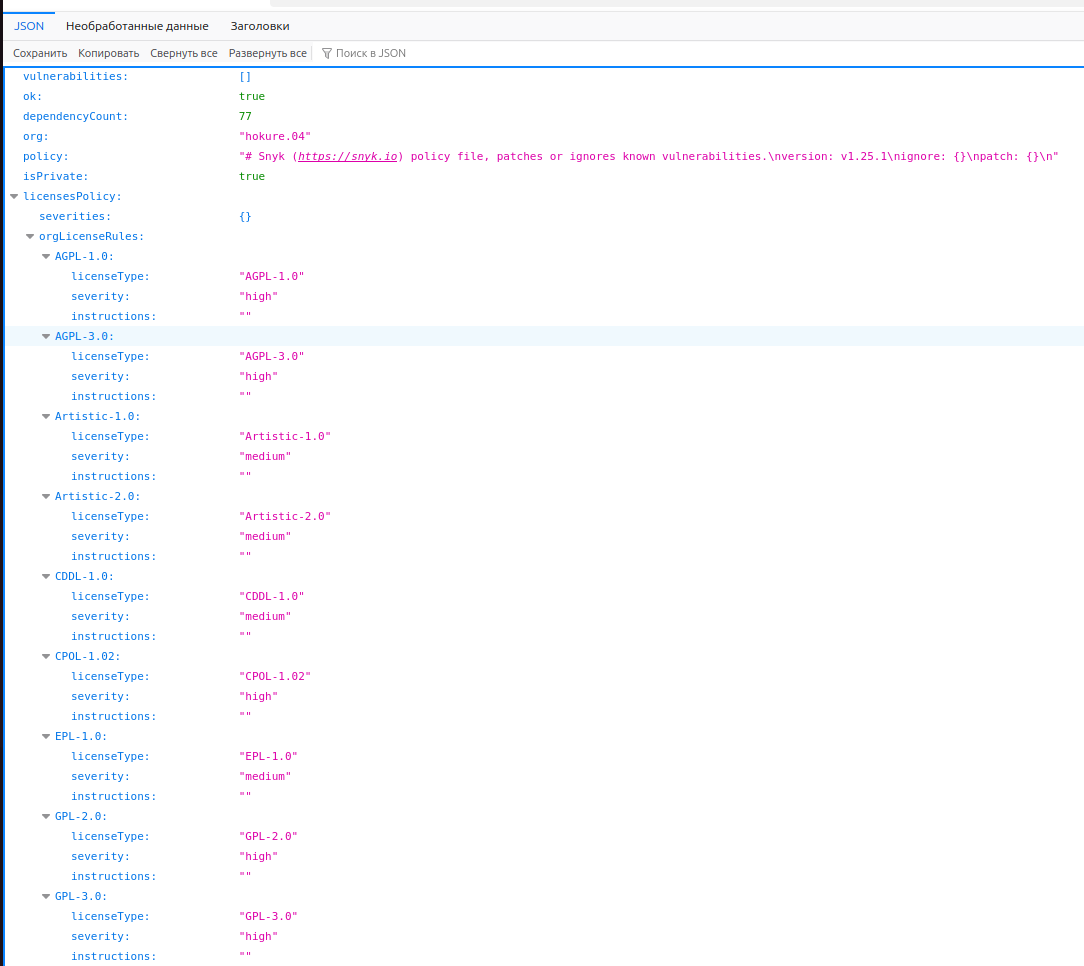 JSON Необработанные данные Заголовки
Сохранить Копировать Свернуть все Развернуть все Поиск в JSON
vulnerabilities: []
ok: true
dependencyCount: 77
org: "hokure.04"
policy: "# Snyk (https://snyk.io) policy file, patches or ignores known vulnerabilities.\nversion: v1.25.1\nignore: {}\npatch: {}\n"
isPrivate: true
licensesPolicy:
severities: {}
orgLicenseRules:
AGPL-1.0:
licenseType: "AGPL-1.0"
severity: "high"
instructions: ""
AGPL-3.0:
licenseType: "AGPL-3.0"
severity: "high"
instructions: ""
Artistic-1.0:
licenseType: "Artistic-1.0"
severity: "medium"
instructions: ""
Artistic-2.0:
licenseType: "Artistic-2.0"
severity: "medium"
instructions: ""
CDDL-1.0:
licenseType: "CDDL-1.0"
severity: "medium"
instructions: ""
CPOL-1.02:
licenseType: "CPOL-1.02"
severity: "high"
instructions: ""
EPL-1.0:
licenseType: "EPL-1.0"
severity: "medium"
instructions: ""
GPL-2.0:
licenseType: "GPL-2.0"
severity: "high"
instructions: ""
GPL-3.0:
licenseType: "GPL-3.0"
severity: "high"
instructions: ""